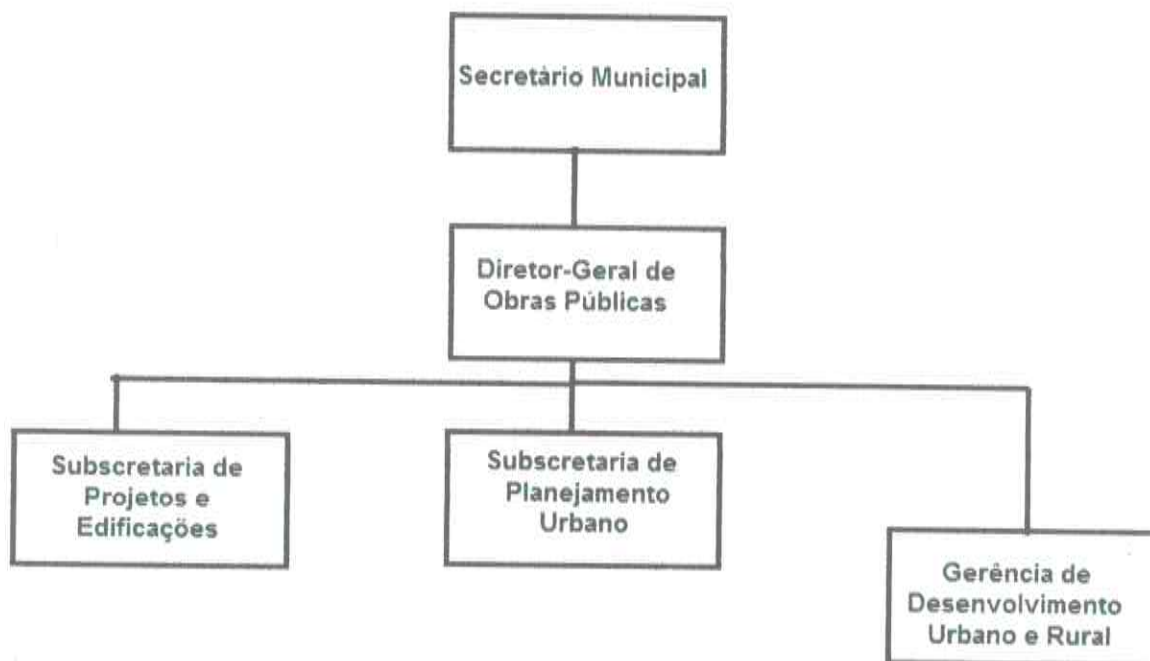 Secretário Municipal
Diretor-Geral de
Obras Públicas
Subscretaria de
Projetos e
Edificações
Subscretaria de
Planejamento
Urbano
Gerência de
Desenvolvimento
Urbano e Rural